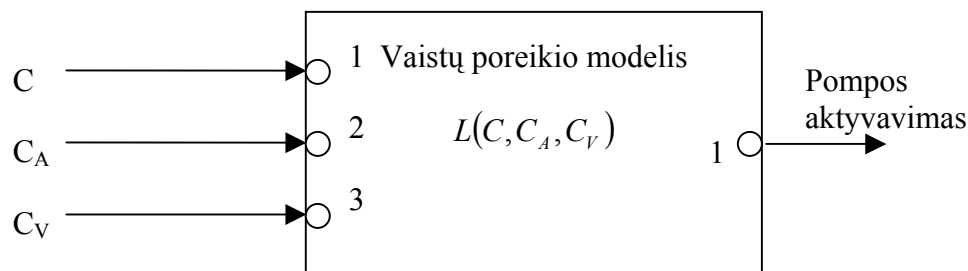 C
C_A
C_V
1 Vaistų poreikio modelis
2
L(C,C_A,C_V)
3
1
Pompos
aktyvavimas